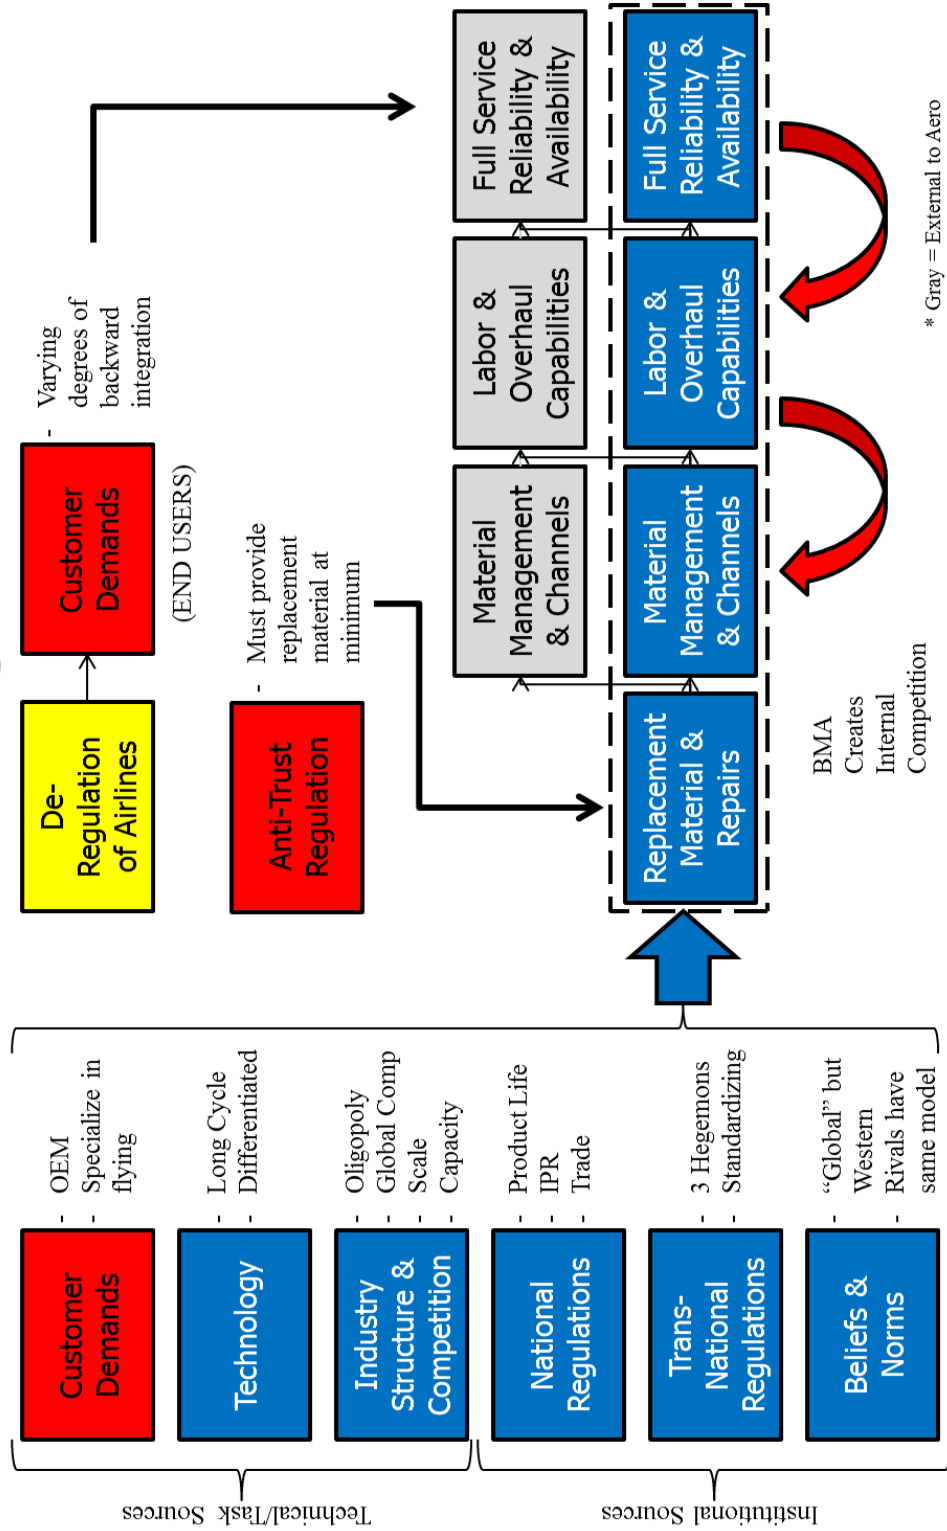 Technical/Task Sources
Institutional Sources
Customer
Demands
- OEM
- Specialize in
flying
Technology
- Long Cycle
- Differentiated
Industry
Structure &
Competition
- Oligopoly
- Global Comp
- Scale
- Capacity
National
Regulations
- Product Life
- IPR
- Trade
Trans-
National
Regulations
- 3 Hegemons
- Standardizing
Beliefs &
Norms
- “Global” but
Western
- Rivals have
same model
De-
Regulation
of Airlines
Customer
Demands
(END USERS)
- Varying
degrees of
backward
integration
Anti-Trust
Regulation
- Must provide
replacement
material at
minimum
Material
Management
& Channels
Labor &
Overhaul
Capabilities
Full Service
Reliability &
Availability
Replacement
Material &
Repairs
Material
Management
& Channels
Labor &
Overhaul
Capabilities
Full Service
Reliability &
Availability
BMA
Creates
Internal
Competition
* Gray = External to Aero